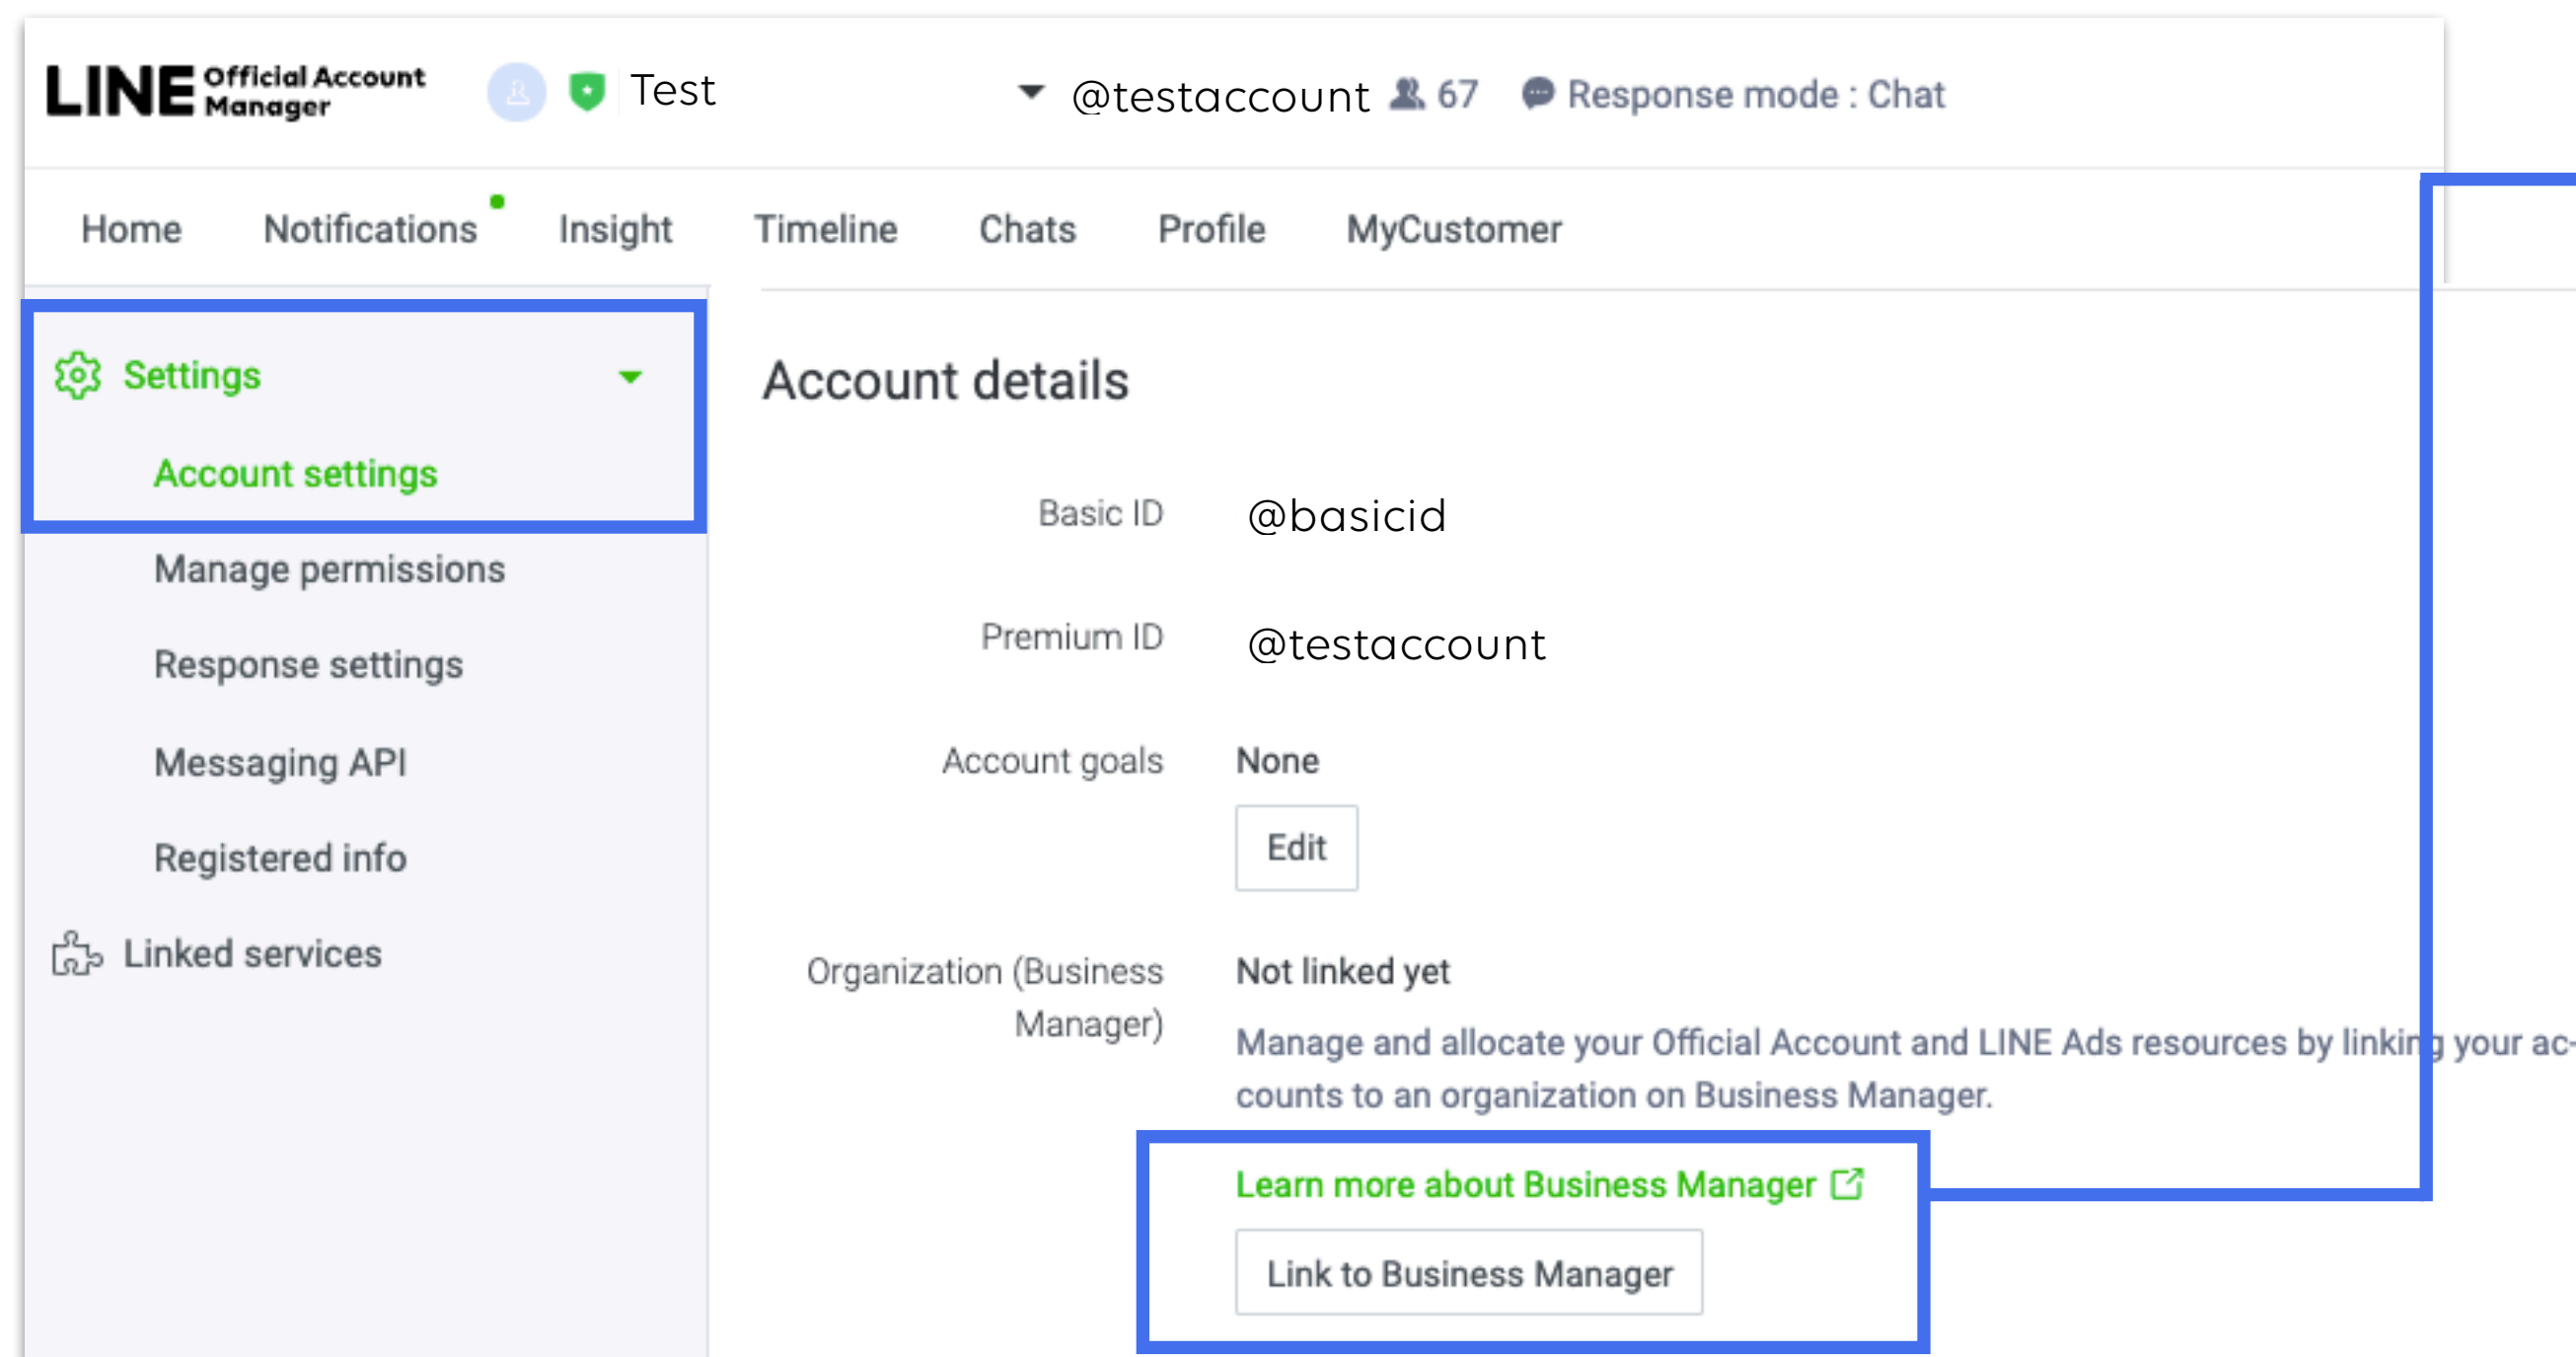 LINE Official Account Manager
Test
@testaccount 67 Response mode : Chat
Home Notifications Insight Timeline Chats Profile MyCustomer
Settings
Account settings
Manage permissions
Response settings
Messaging API
Registered info
Linked services
Account details
Basic ID @basicid
Premium ID @testaccount
Account goals None
Edit
Organization (Business Manager) Not linked yet
Manage and allocate your Official Account and LINE Ads resources by linking your ac-
counts to an organization on Business Manager.
Learn more about Business Manager
Link to Business Manager